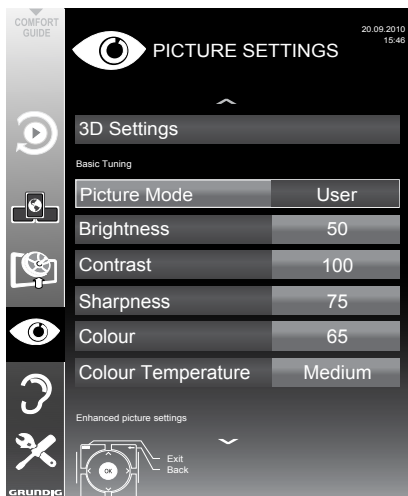 COMFORT
GUIDE
PICTURE SETTINGS
20.09.2010
15:46
3D Settings
Basic Tuning
Picture Mode User
Brightness 50
Contrast 100
Sharpness 75
Colour 65
Colour Temperature Medium
Enhanced picture settings
Exit
Back
OK
GRUNDIG